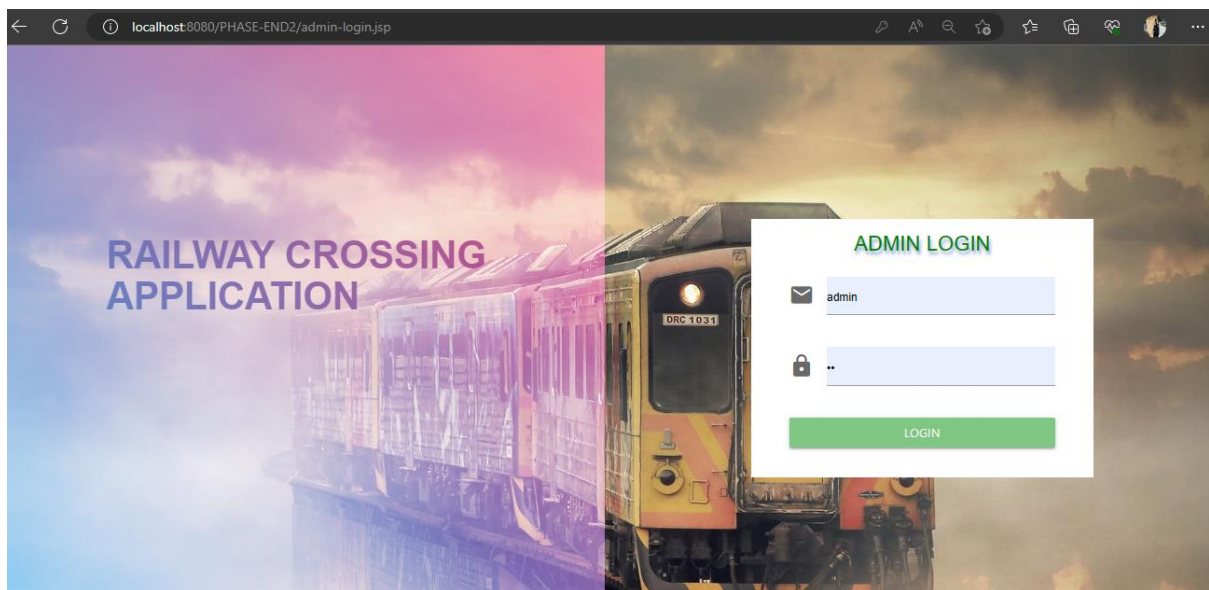 localhost:8080/PHASE-END2/admin-login.jsp
RAILWAY CROSSING
APPLICATION
DRC 1031
ADMIN LOGIN
admin
••
LOGIN